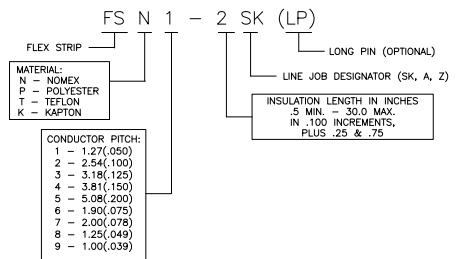 FS N 1 - 2 SK (LP)
FLEX STRIP
LONG PIN (OPTIONAL)
MATERIAL:
N - NOMEX
P - POLYESTER
T - TEFLON
K - KAPTON
LINE JOB DESIGNATOR (SK, A, Z)
INSULATION LENGTH IN INCHES
.5 MIN. - 30.0 MAX.
IN .100 INCREMENTS,
PLUS .25 & .75
CONDUCTOR PITCH:
1 - 1.27(.050)
2 - 2.54(.100)
3 - 3.18(.125)
4 - 3.81(.150)
5 - 5.08(.200)
6 - 1.90(.075)
7 - 2.00(.078)
8 - 1.25(.049)
9 - 1.00(.039)